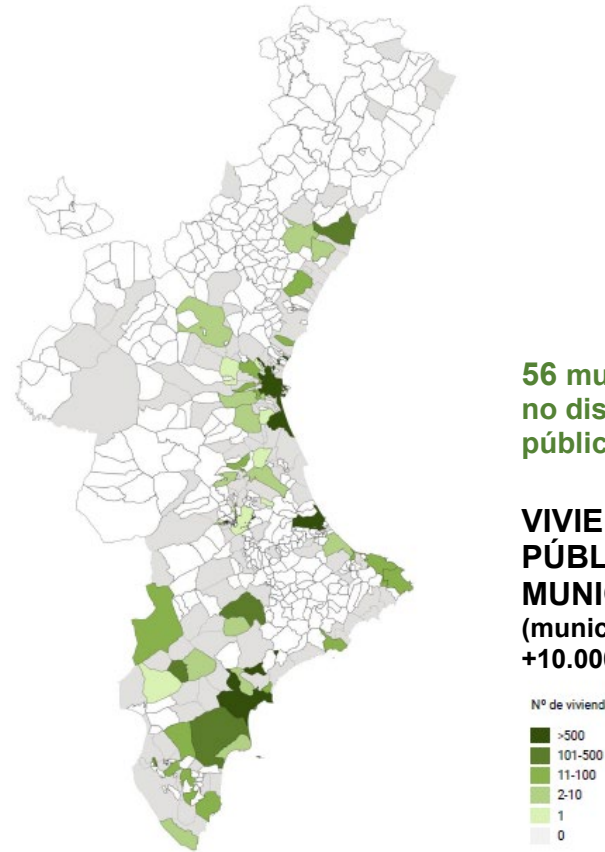 56 mu
no dis
públic
VIVIE
PÚBL
MUNIC
(munic
+10.000
Nº de viviend
>500
101-500
11-100
2-10
1
0